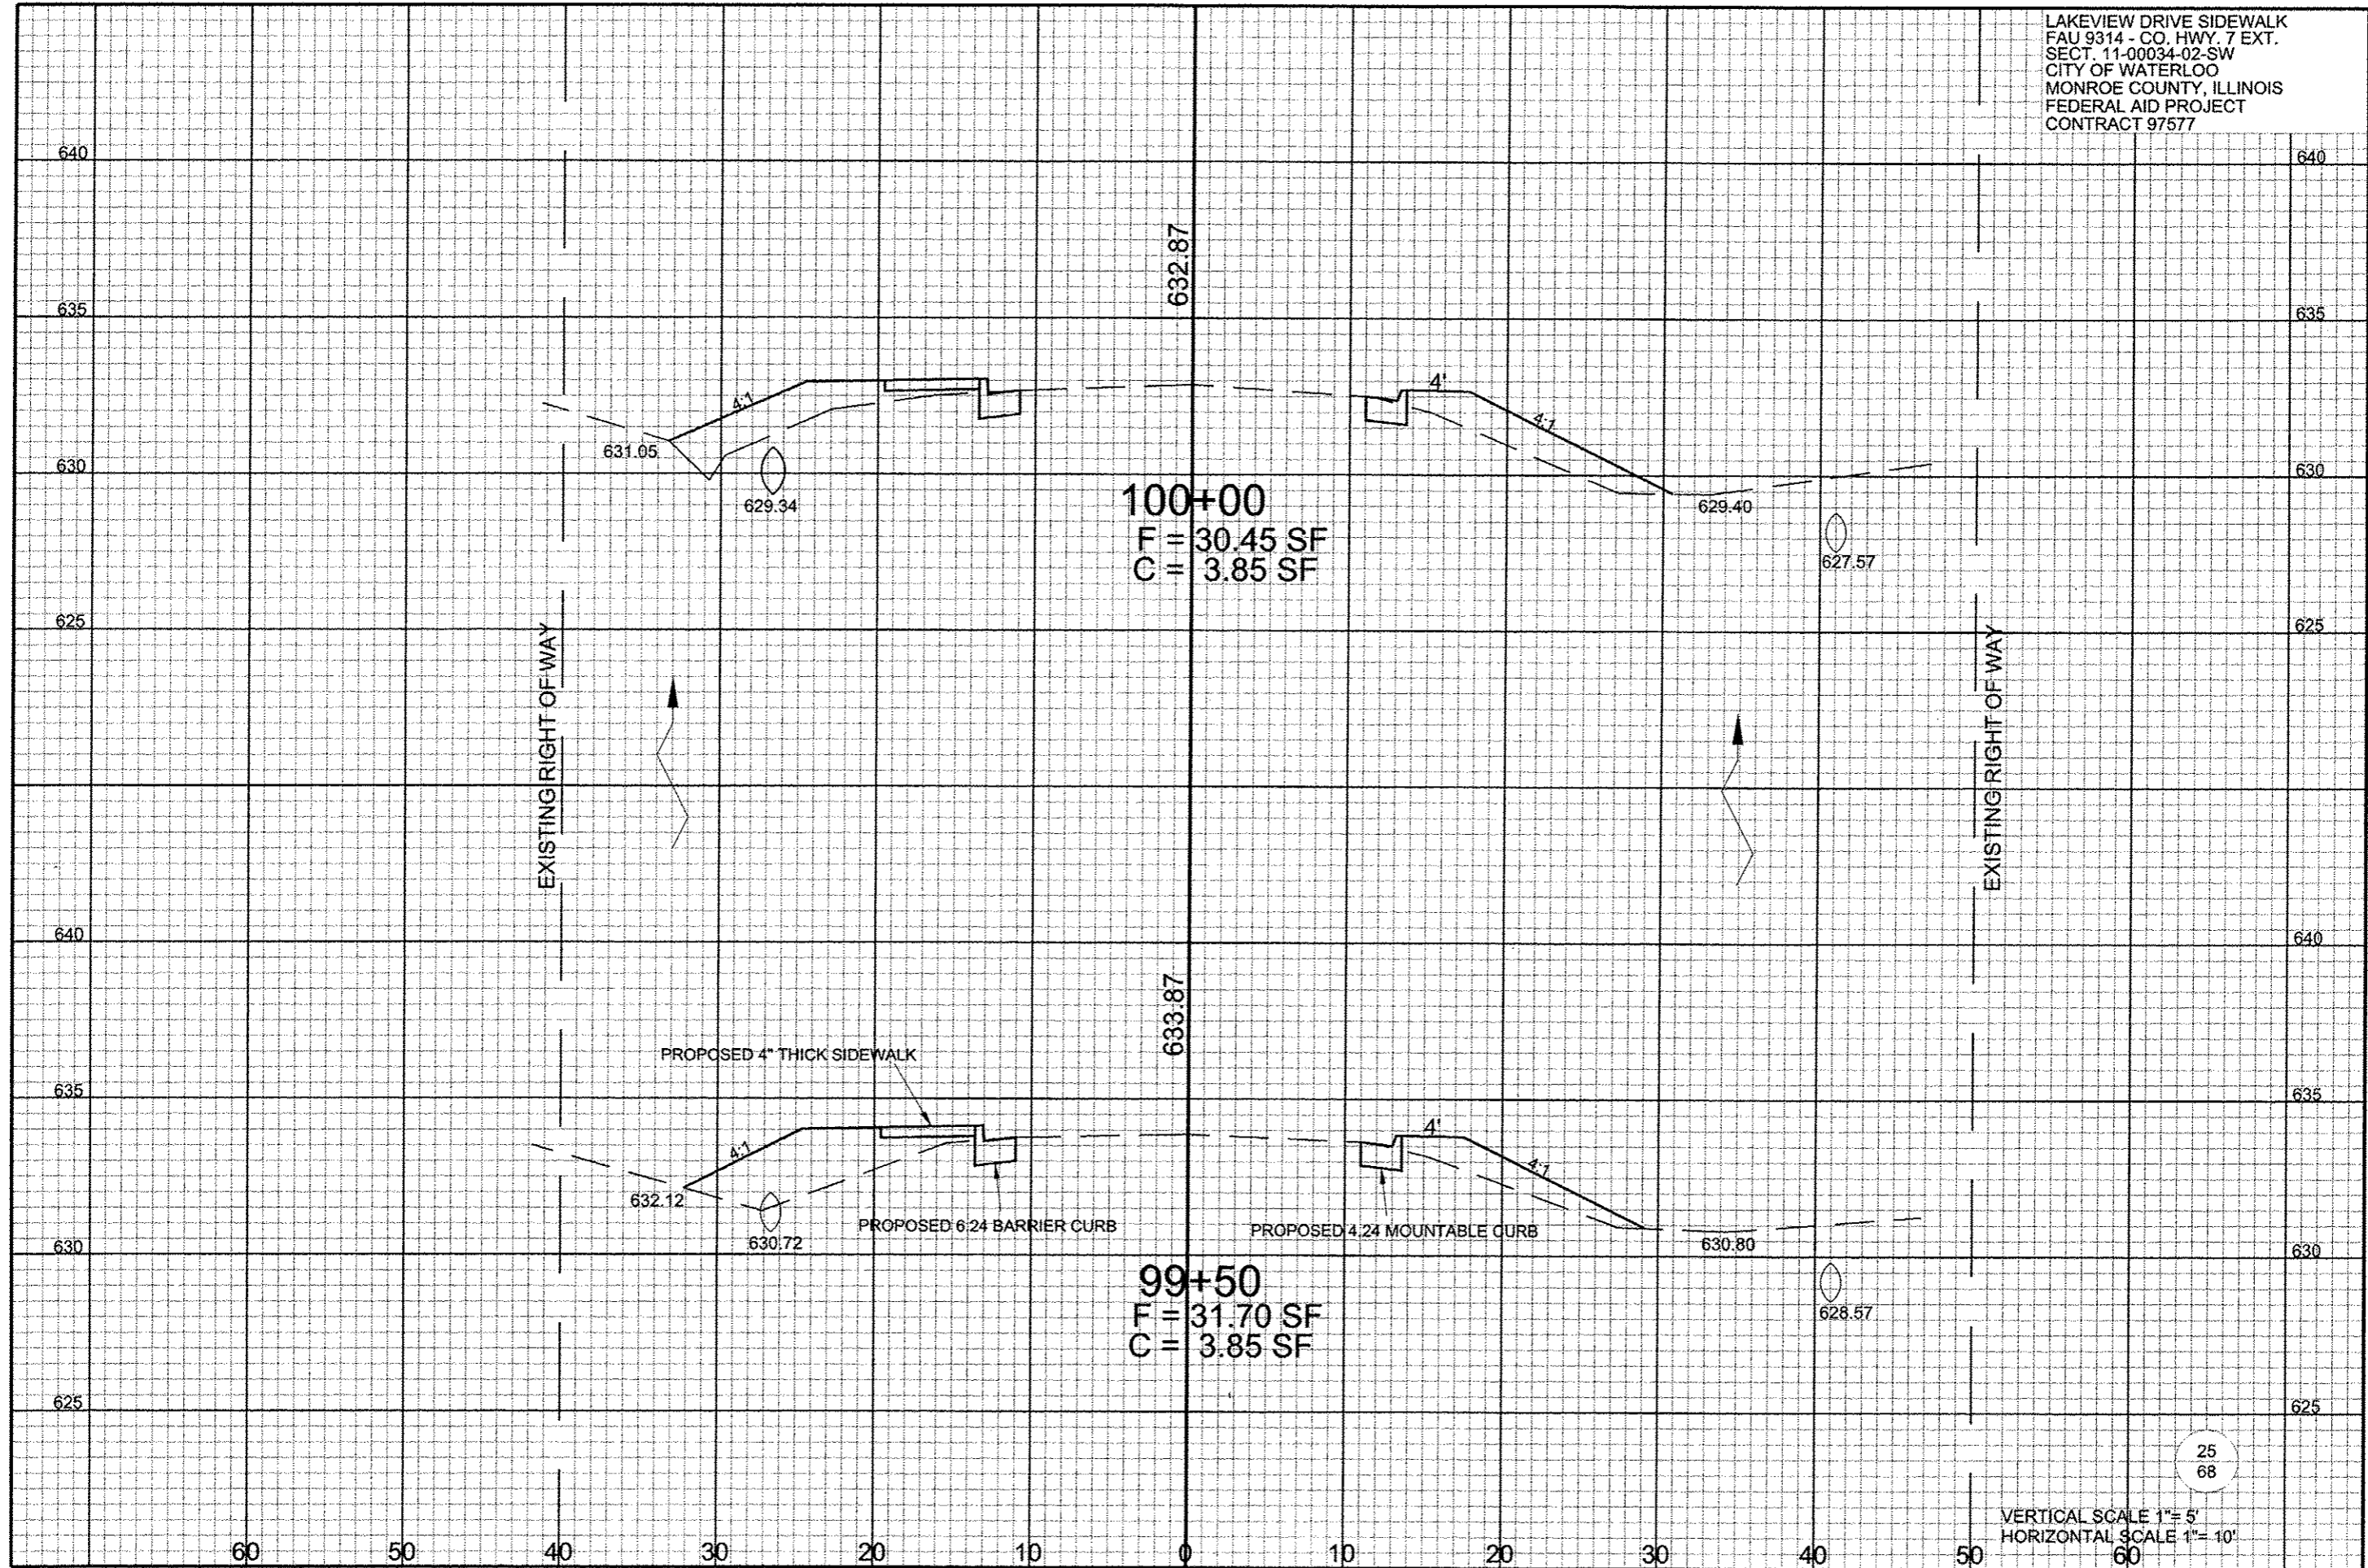 LAKEVIEW DRIVE SIDEWALK
FAU 9314 - CO. HWY. 7 EXT.
SECT. 11-00034-02-SW
CITY OF WATERLOO
MONROE COUNTY, ILLINOIS
FEDERAL AID PROJECT
CONTRACT 97577
640
640
635
632.87
635
4:1
4'
4:1
631.05
630
630
629.34
629.40
100+00
F = 30.45 SF
C = 3.85 SF
627.57
625
625
EXISTING RIGHT OF WAY
EXISTING RIGHT OF WAY
640
640
633.87
PROPOSED 4" THICK SIDEWALK
635
635
4:1
4'
4:1
632.12
PROPOSED 6.24 BARRIER CURB
PROPOSED 4.24 MOUNTABLE CURB
630.72
630.80
630
630
99+50
F = 31.70 SF
C = 3.85 SF
628.57
625
625
25
68
VERTICAL SCALE 1"= 5'
HORIZONTAL SCALE 1"= 10'
60 50 40 30 20 10 0 10 20 30 40 50 60